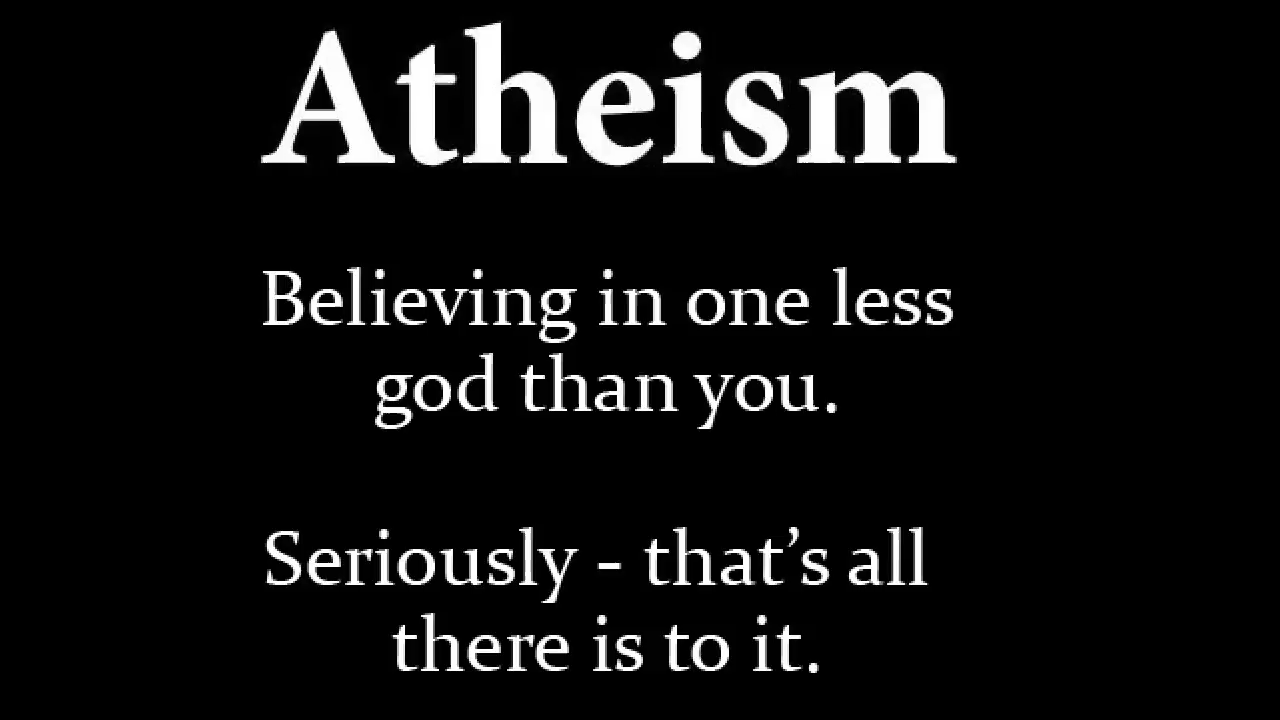 Atheism
Believing in one less
god than you.
Seriously - that’s all
there is to it.